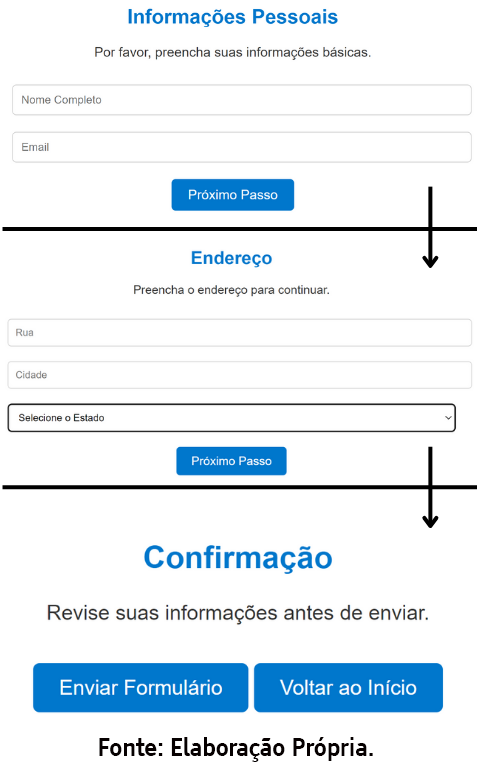 Informações Pessoais
Por favor, preencha suas informações básicas.
Nome Completo
Email
Próximo Passo
Endereço
Preencha o endereço para continuar.
Rua
Cidade
Selecione o Estado
Próximo Passo
Confirmação
Revise suas informações antes de enviar.
Enviar Formulário Voltar ao Início
Fonte: Elaboração Própria.